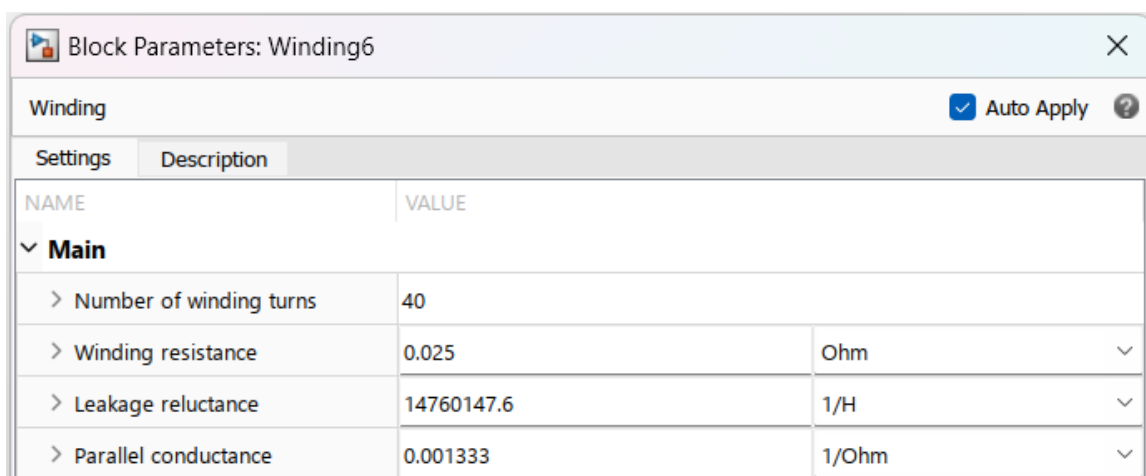 Block Parameters: Winding6
Winding Auto Apply
Settings Description
NAME VALUE
Main
Number of winding turns 40
Winding resistance 0.025 Ohm
Leakage reluctance 14760147.6 1/H
Parallel conductance 0.001333 1/Ohm